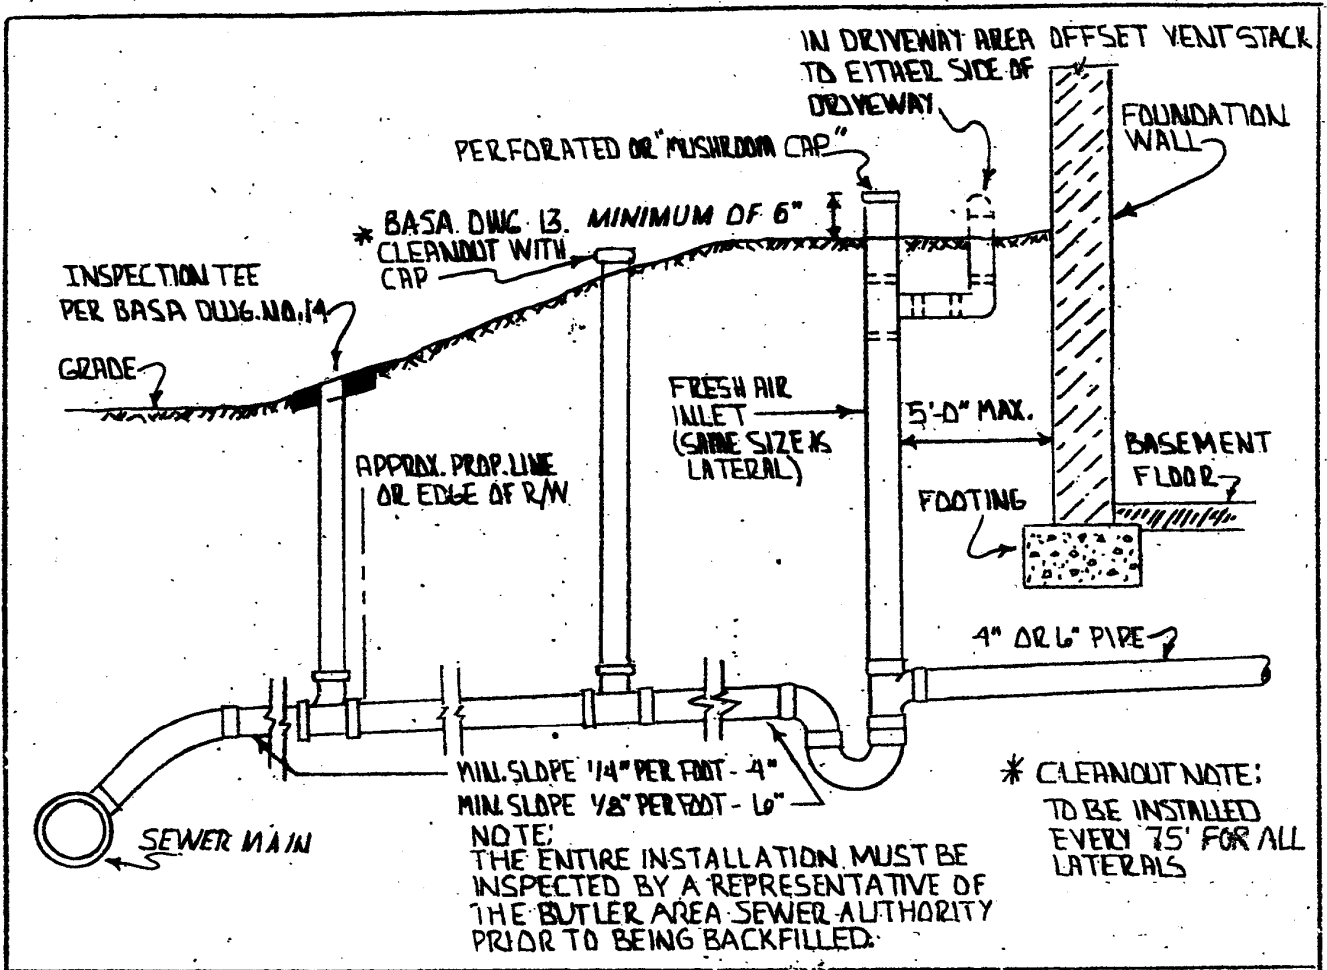 IN DRIVEWAY AREA OFFSET VENT STACK
TO EITHER SIDE OF
DRIVEWAY
FOUNDATION
WALL
PERFORATED OR "MUSHROOM CAP"
* BASA. DWG. 13.
CLEANOUT WITH
CAP
MINIMUM OF 6"
INSPECTION TEE
PER BASA DWG. NO. 14
GRADE
FRESH AIR
INLET
(SAME SIZE AS
LATERAL)
5'-0" MAX.
BASEMENT
FLOOR
APPROX. PROP. LINE
OR EDGE OF R/W
FOOTING
4" OR 6" PIPE
MIN. SLOPE 1/4" PER FOOT - 4"
MIN. SLOPE 1/8" PER FOOT - 6"
SEWER MAIN
NOTE:
THE ENTIRE INSTALLATION MUST BE
INSPECTED BY A REPRESENTATIVE OF
THE BUTLER AREA SEWER AUTHORITY
PRIOR TO BEING BACKFILLED.
* CLEANOUT NOTE:
TO BE INSTALLED
EVERY 75' FOR ALL
LATERALS